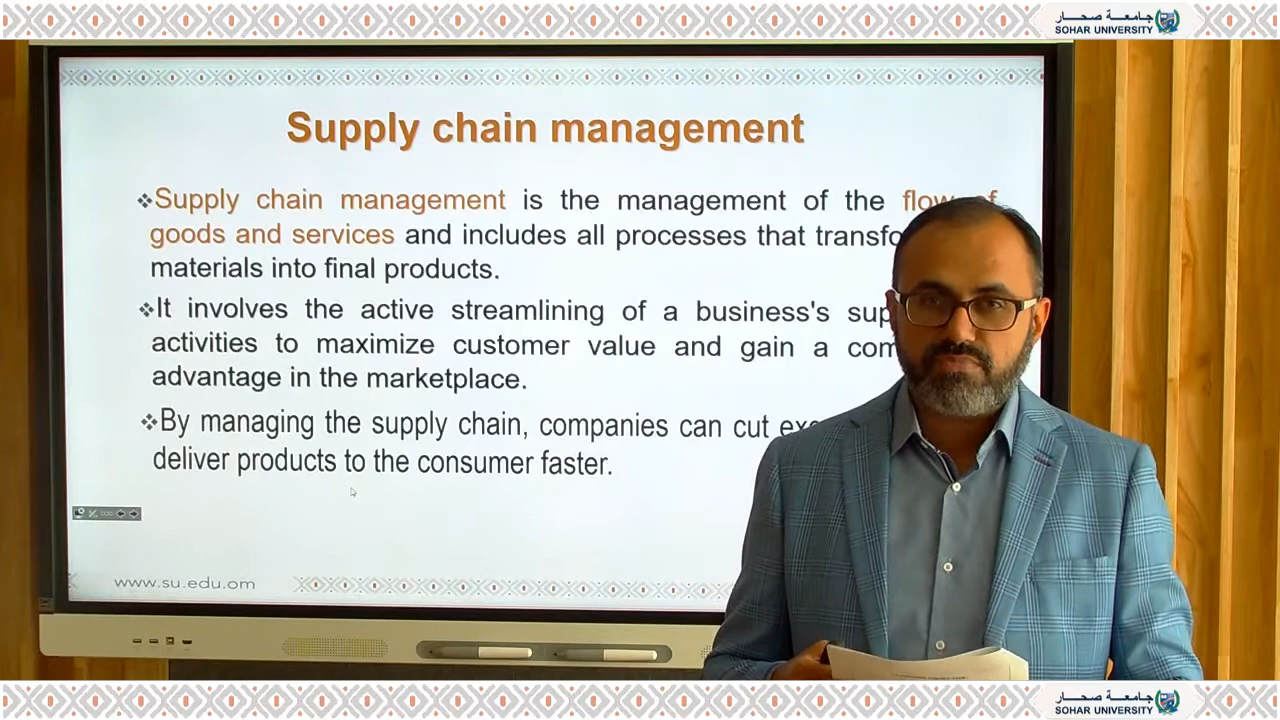 جامعة صحار
SOHAR UNIVERSITY
Supply chain management
❖Supply chain management is the management of the flow of
goods and services and includes all processes that
materials into final products.
❖It involves the active streamlining of a business's
activities to maximize customer value and gain a
advantage in the marketplace.
❖By managing the supply chain, companies can cut
deliver products to the consumer faster.
www.su.edu.om
جامعة صحار
SOHAR UNIVERSITY